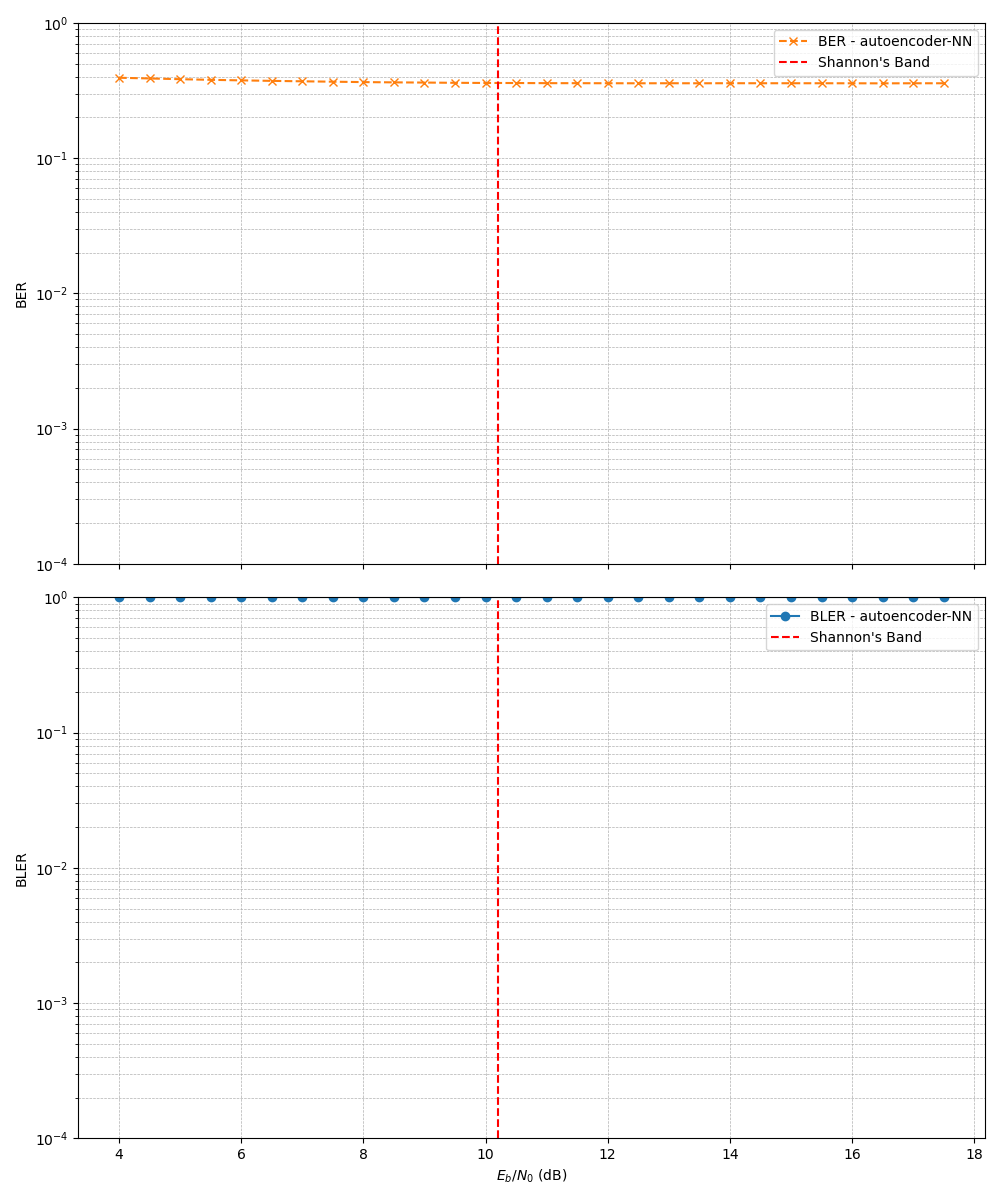 10^0
10^-1
10^-2
10^-3
10^-4
BER
BER - autoencoder-NN
Shannon's Band
10^0
10^-1
10^-2
10^-3
10^-4
BLER
BLER - autoencoder-NN
Shannon's Band
4 6 8 10 12 14 16 18
E_b/N_0 (dB)